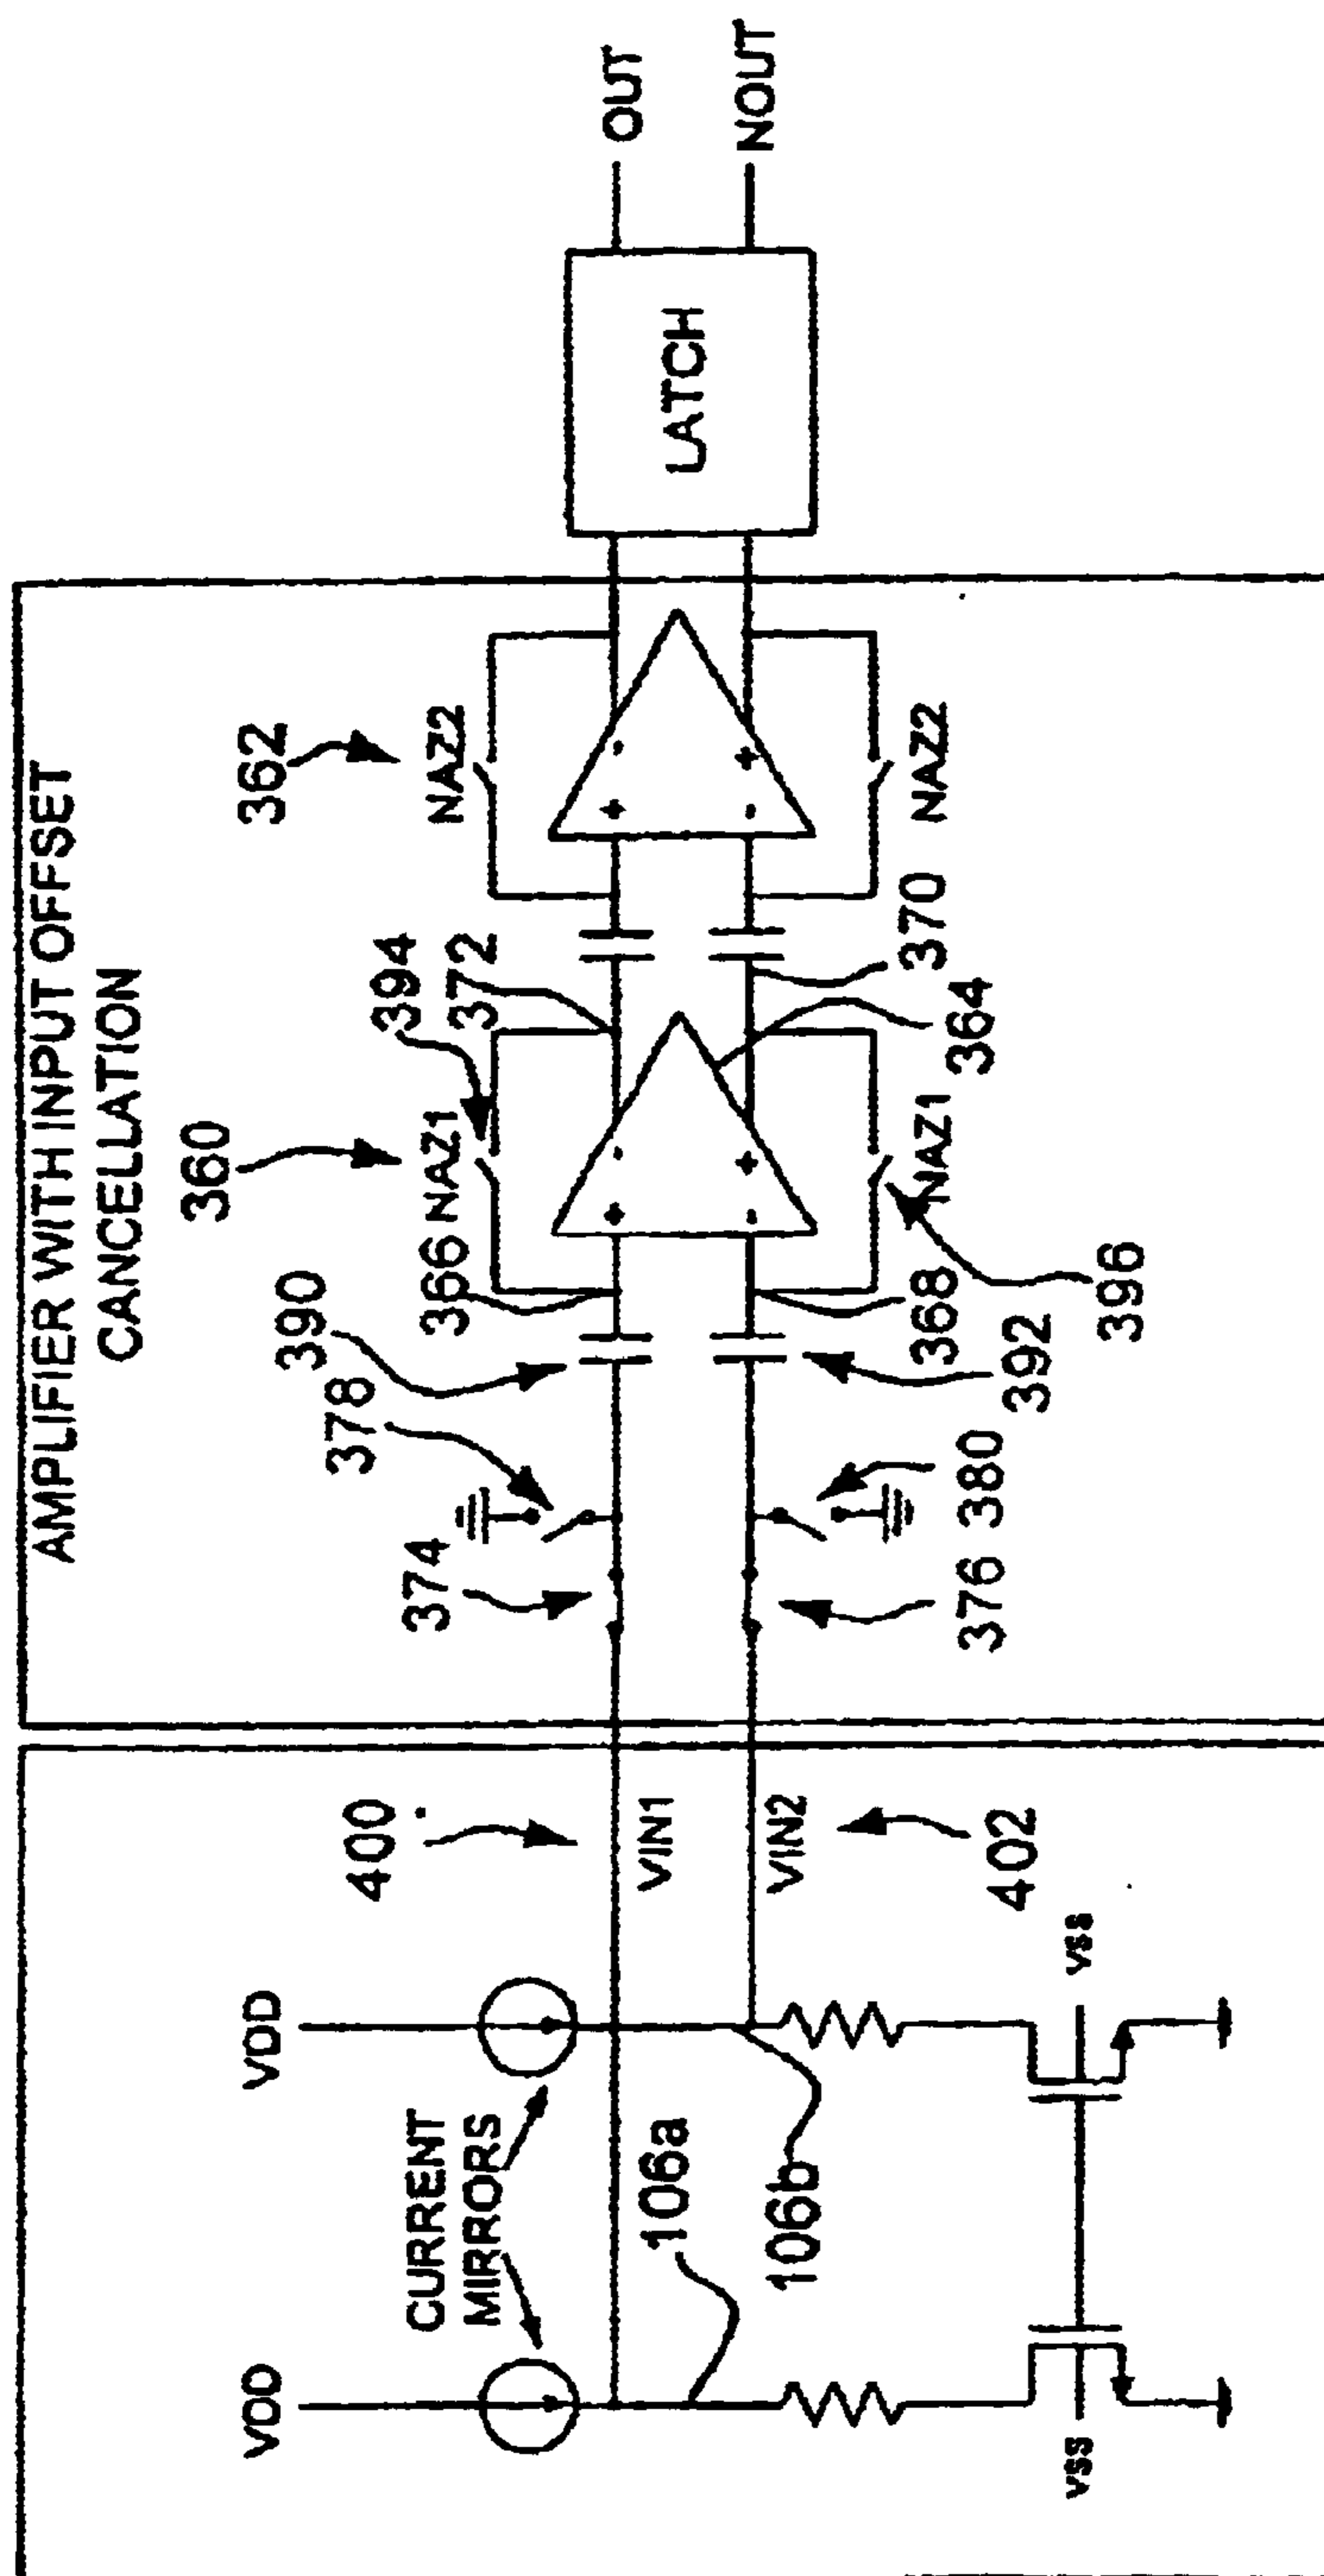 AMPLIFIER WITH INPUT OFFSET
CANCELLATION
VDD
VDD
CURRENT
MIRRORS
400
VIN1
VIN2
402
106a
106b
vss
vss
374
378
390
360
366
NAZ1
394
372
362
NAZ2
376
380
392
368
NAZ1
396
364
370
NAZ2
+
-
-
+
+
-
-
+
LATCH
OUT
NOUT